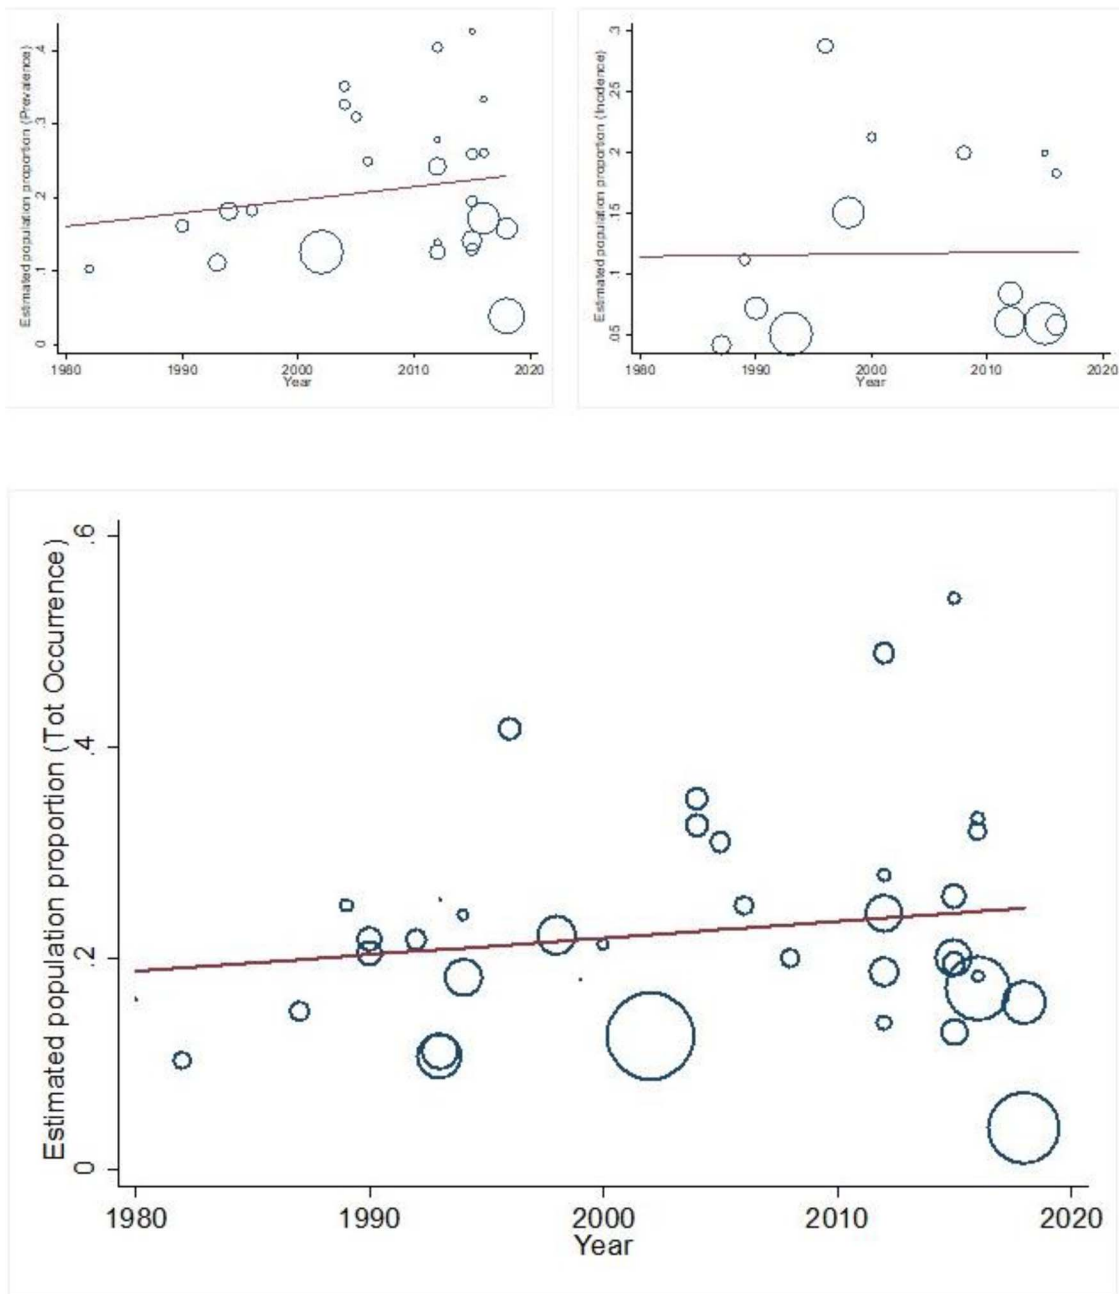 Estimated population proportion (Prevalence)
.4
.3
.2
.1
0
1980 1990 2000 2010 2020
Year
Estimated population proportion (Incidence)
.3
.25
.2
.15
.1
.05
1980 1990 2000 2010 2020
Year
Estimated population proportion (Tot Occurrence)
.6
.4
.2
0
1980 1990 2000 2010 2020
Year